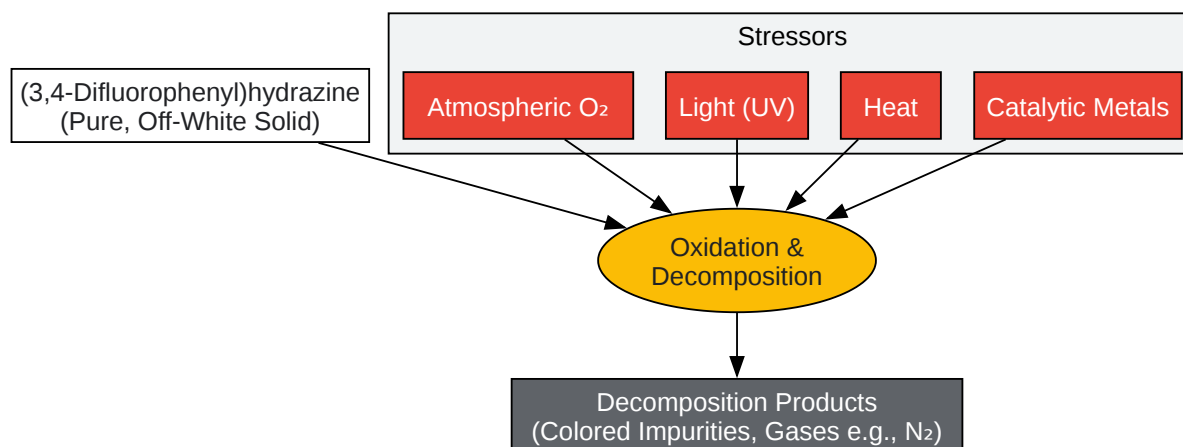 Stressors
(3,4-Difluorophenyl)hydrazine
(Pure, Off-White Solid)
Atmospheric O₂
Light (UV)
Heat
Catalytic Metals
Oxidation &
Decomposition
Decomposition Products
(Colored Impurities, Gases e.g., N₂)